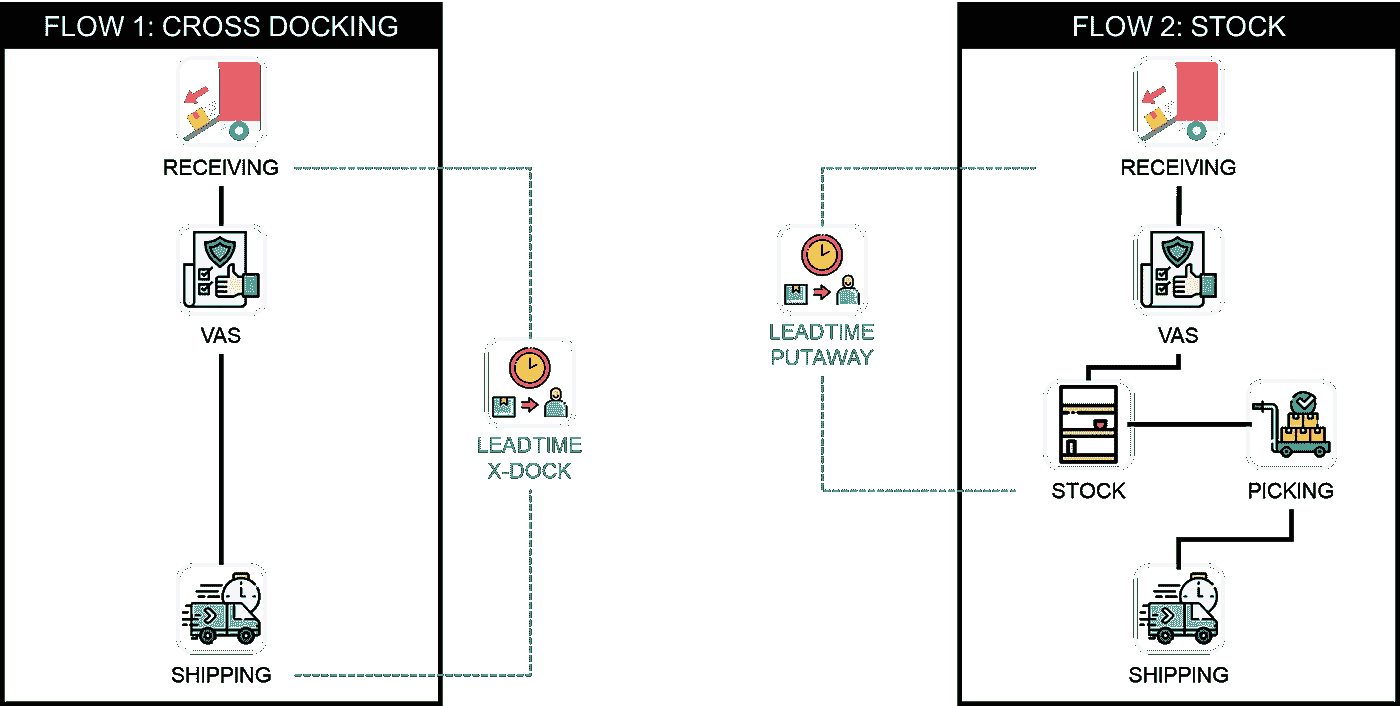 FLOW 1: CROSS DOCKING
RECEIVING
VAS
SHIPPING
LEADTIME
X-DOCK
LEADTIME
PUTAWAY
FLOW 2: STOCK
RECEIVING
VAS
STOCK
PICKING
SHIPPING